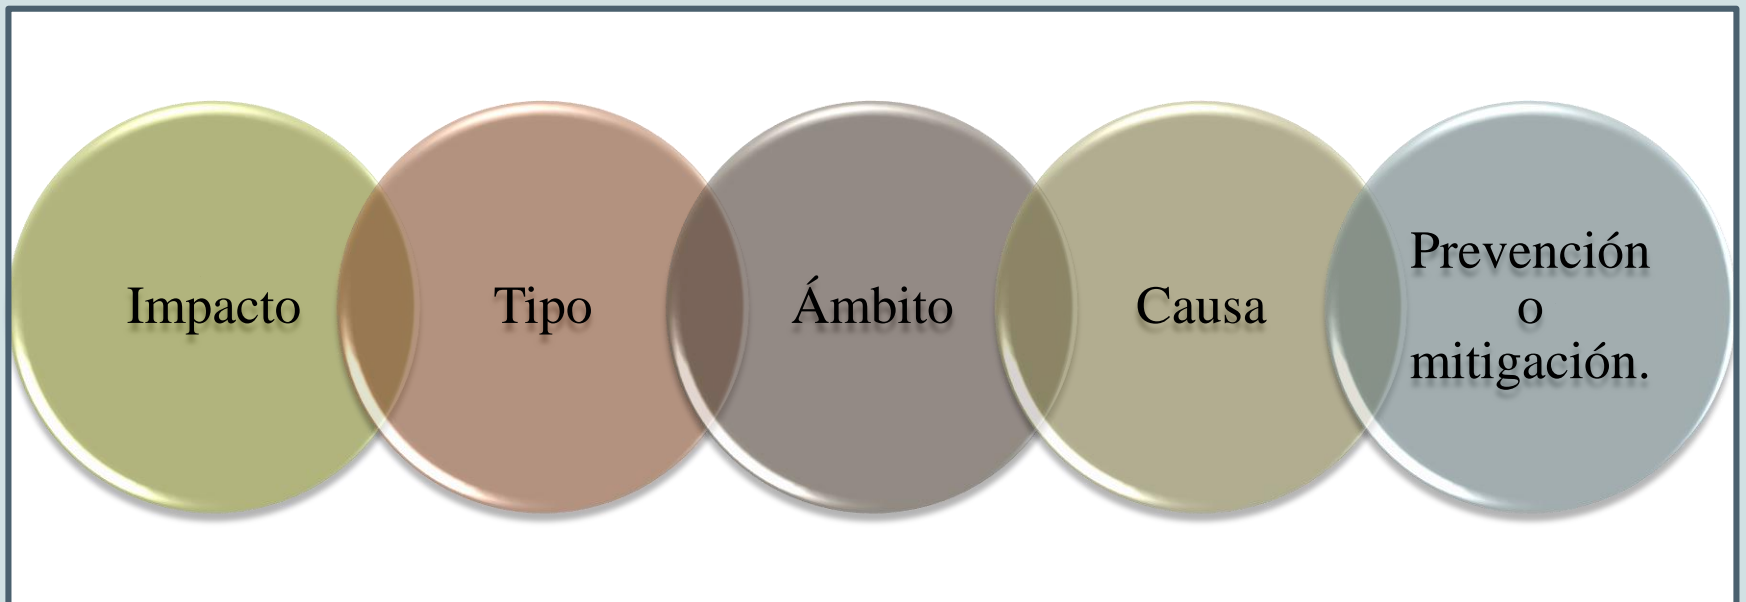 Impacto
Tipo
Ámbito
Causa
Prevención
o
mitigación.